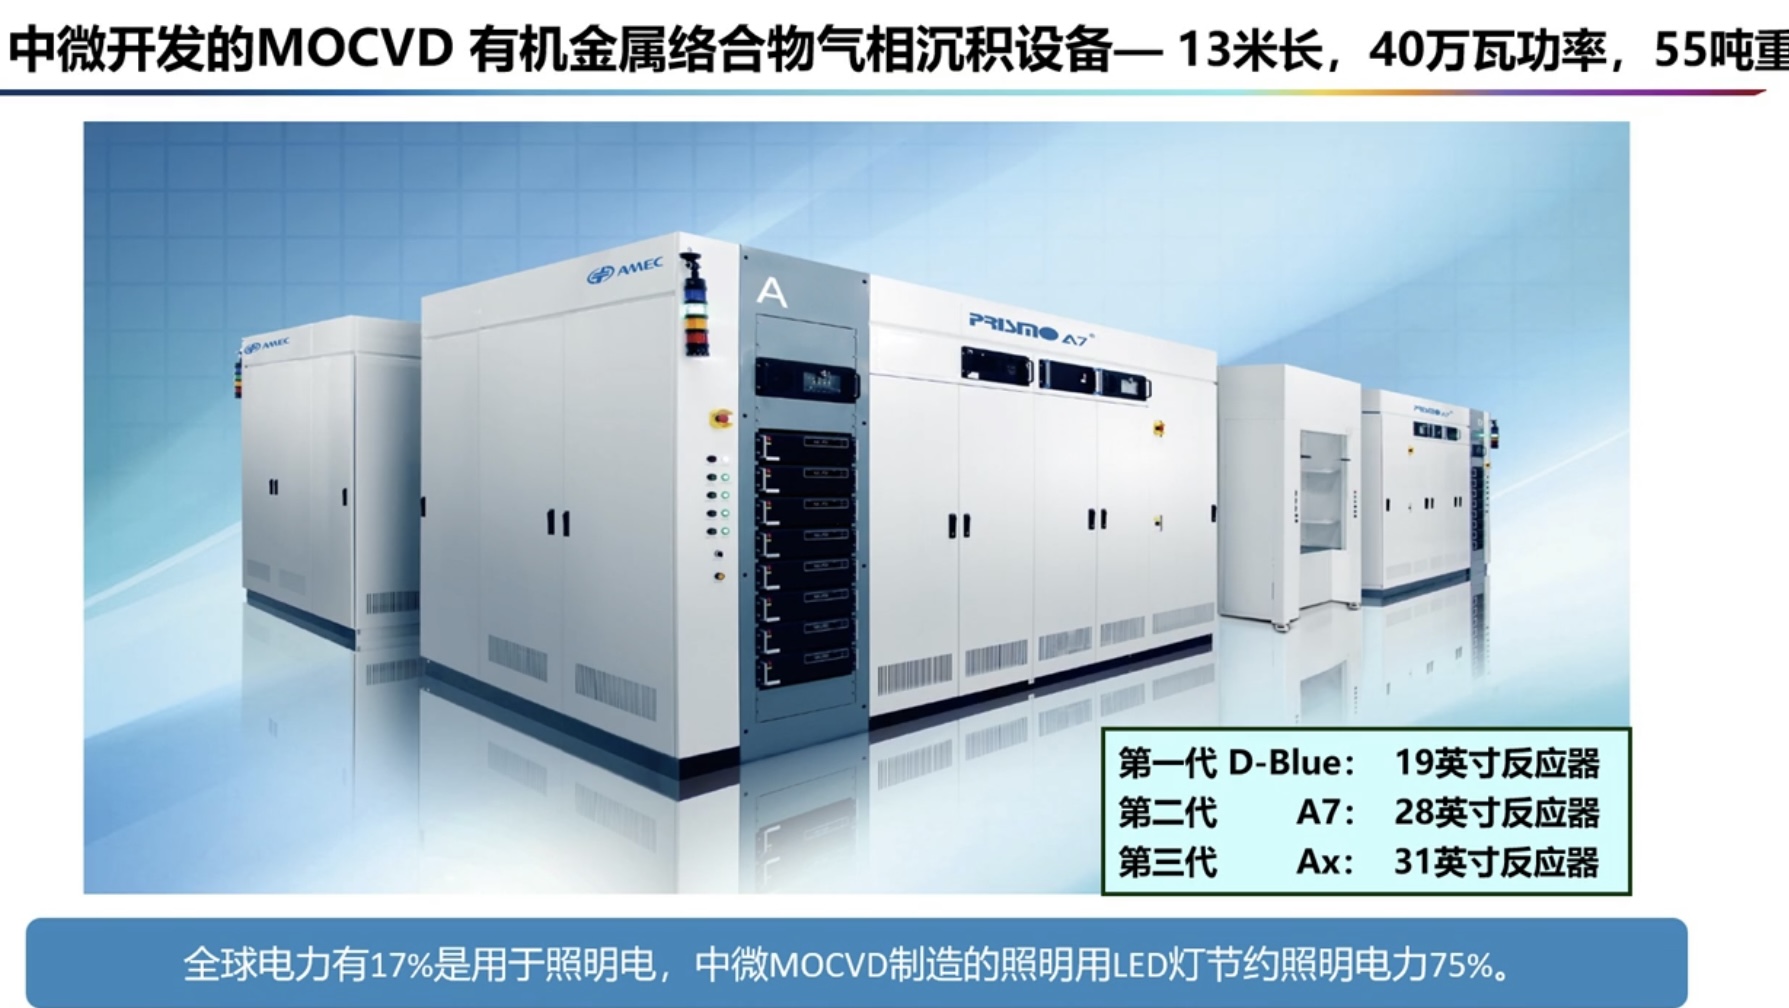 中微开发的MOCVD 有机金属络合物气相沉积设备— 13米长，40万瓦功率，55吨重
AMEC
AMEC
A
PRISMO A7®
PRISMO A7®
第一代 D-Blue： 19英寸反应器
第二代 A7： 28英寸反应器
第三代 Ax： 31英寸反应器
全球电力有17%是用于照明电，中微MOCVD制造的照明用LED灯节约照明电力75%。